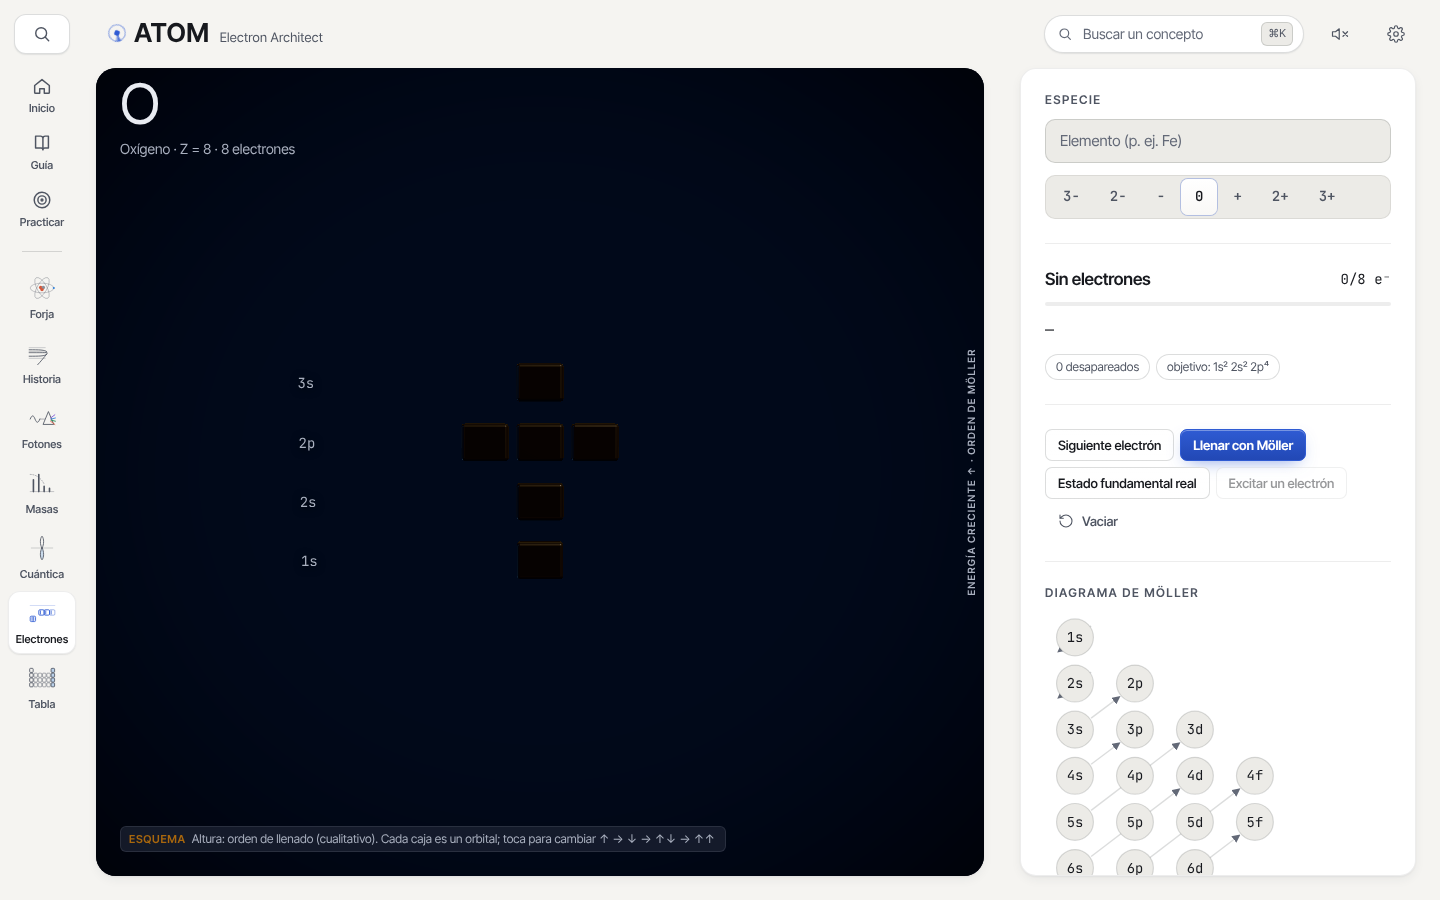 ATOM Electron Architect
Buscar un concepto ⌘K
Inicio
Guía
Practicar
Forja
Historia
Fotones
Masas
Cuántica
Electrones
Tabla
O
Oxígeno · Z = 8 · 8 electrones
3s
2p
2s
1s
ENERGÍA CRECIENTE ↑ · ORDEN DE MÖLLER
ESQUEMA Altura: orden de llenado (cualitativo). Cada caja es un orbital; toca para cambiar ↑ → ↓ → ↑↓ → ↑↑
ESPECIE
Elemento (p. ej. Fe)
3- 2- - 0 + 2+ 3+
Sin electrones 0/8 e⁻
—
0 desapareados objetivo: 1s² 2s² 2p⁴
Siguiente electrón Llenar con Möller
Estado fundamental real Excitar un electrón
Vaciar
DIAGRAMA DE MÖLLER
1s
2s 2p
3s 3p 3d
4s 4p 4d 4f
5s 5p 5d 5f
6s 6p 6d